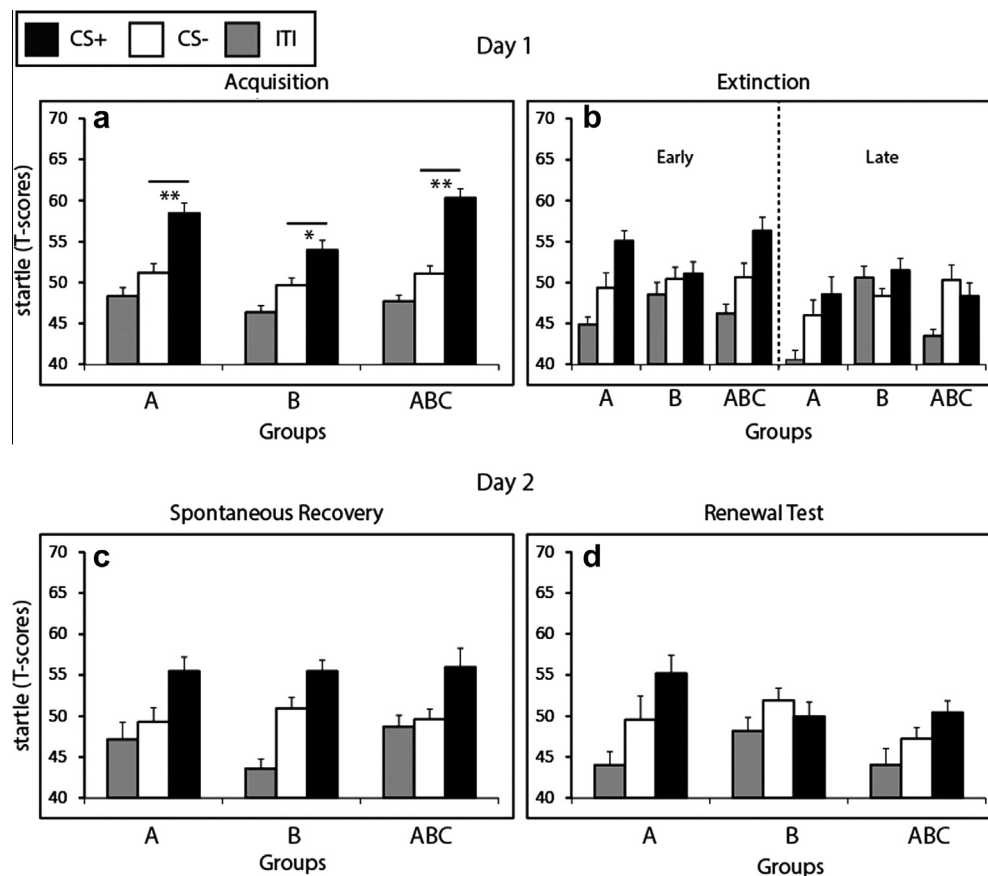 CS+ CS- ITI
Day 1
Acquisition
Extinction
a
startle (T-scores)
70
65
60
55
50
45
40
**
*
**
A B ABC
Groups
b
70
65
60
55
50
45
40
Early Late
A B ABC A B ABC
Groups
Day 2
Spontaneous Recovery
Renewal Test
c
startle (T-scores)
70
65
60
55
50
45
40
A B ABC
Groups
d
70
65
60
55
50
45
40
A B ABC
Groups